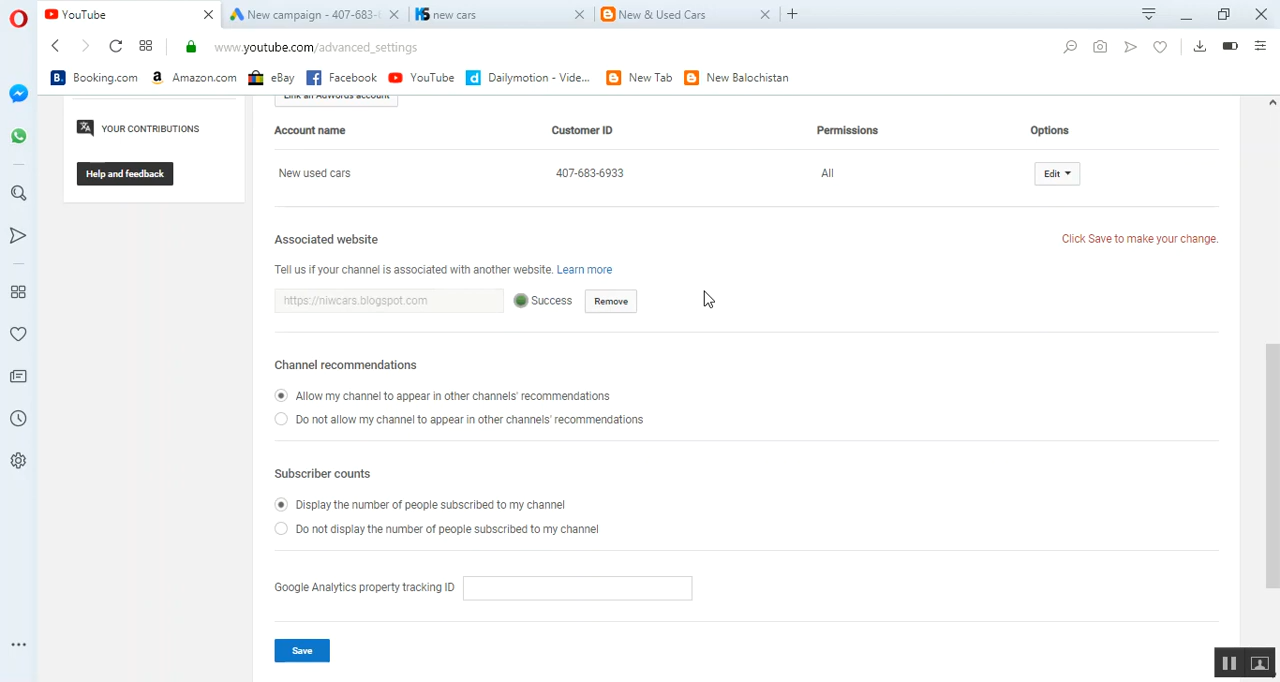 YouTube
New campaign - 407-683-
new cars
New & Used Cars
www.youtube.com/advanced_settings
Booking.com
Amazon.com
eBay
Facebook
YouTube
Dailymotion - Vide...
New Tab
New Balochistan
Link an AdWords account
YOUR CONTRIBUTIONS
Help and feedback
Account name
Customer ID
Permissions
Options
New used cars
407-683-6933
All
Edit
Associated website
Click Save to make your change.
Tell us if your channel is associated with another website. Learn more
https://niwcars.blogspot.com
Success
Remove
Channel recommendations
Allow my channel to appear in other channels' recommendations
Do not allow my channel to appear in other channels' recommendations
Subscriber counts
Display the number of people subscribed to my channel
Do not display the number of people subscribed to my channel
Google Analytics property tracking ID
Save